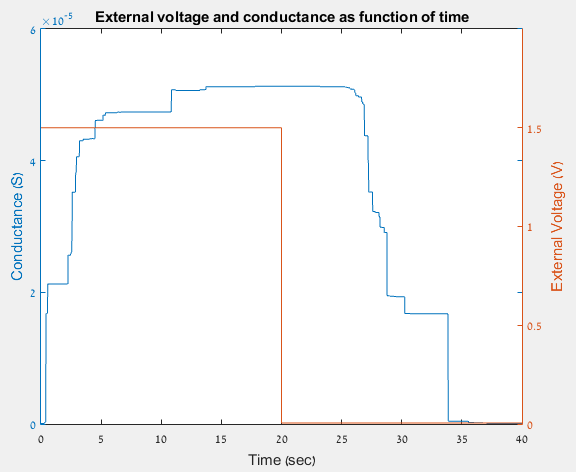 External voltage and conductance as function of time
×10⁻⁵
6
4
2
0
Conductance (S)
1.5
1
0.5
0
External Voltage (V)
0 5 10 15 20 25 30 35 40
Time (sec)